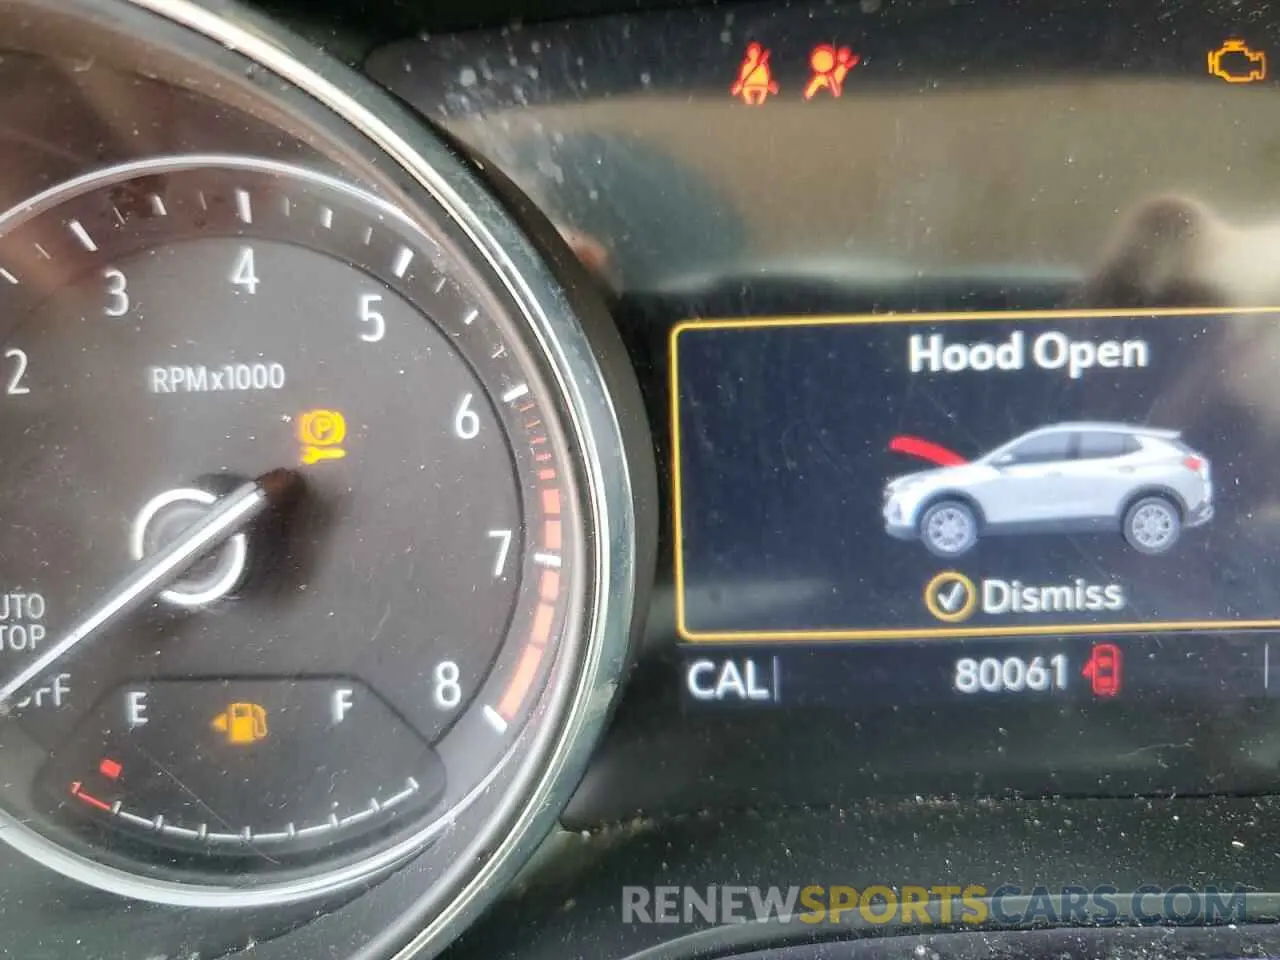 Hood Open
Dismiss
CAL
80061
2
3
4
5
6
7
8
RPMx1000
P
E
F
RENEWSPORTSCARS.COM